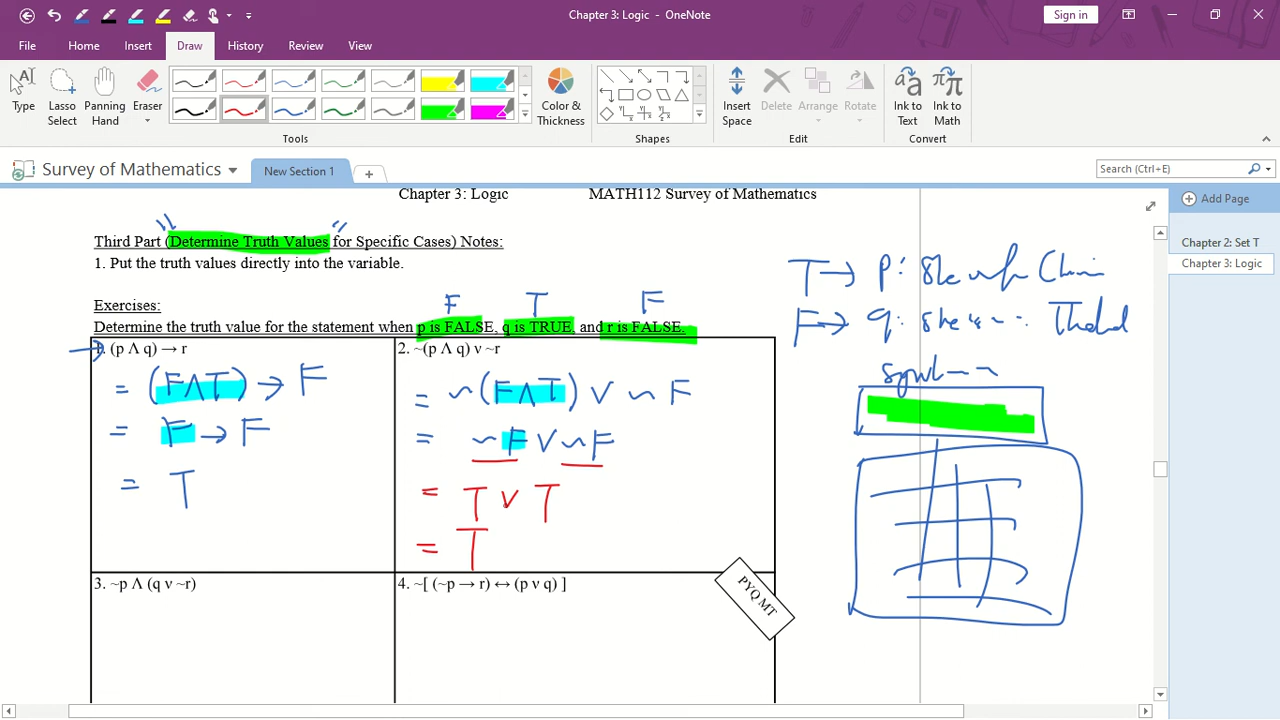 Chapter 3: Logic - OneNote
Sign in
File Home Insert Draw History Review View
Type
Lasso Select
Panning Hand
Eraser
Color & Thickness
Insert Space
Delete
Arrange
Rotate
Ink to Text
Ink to Math
Tools
Shapes
Edit
Convert
Survey of Mathematics
New Section 1
Search (Ctrl+E)
Add Page
Chapter 2: Set T
Chapter 3: Logic
Chapter 3: Logic MATH112 Survey of Mathematics
Third Part (Determine Truth Values for Specific Cases) Notes:
1. Put the truth values directly into the variable.
Exercises:
F T F
Determine the truth value for the statement when p is FALSE, q is TRUE, and r is FALSE.
1. (p Λ q) → r
= (F∧T) → F
= F → F
= T
2. ~(p Λ q) ν ~r
= ~(F∧T) ∨ ~F
= ~F ∨ ~F
= T ∨ T
= T
3. ~p Λ (q ν ~r)
4. ~[ (~p → r) ↔ (p ν q) ]
PYQ MT
T → p: She
F → q: She is